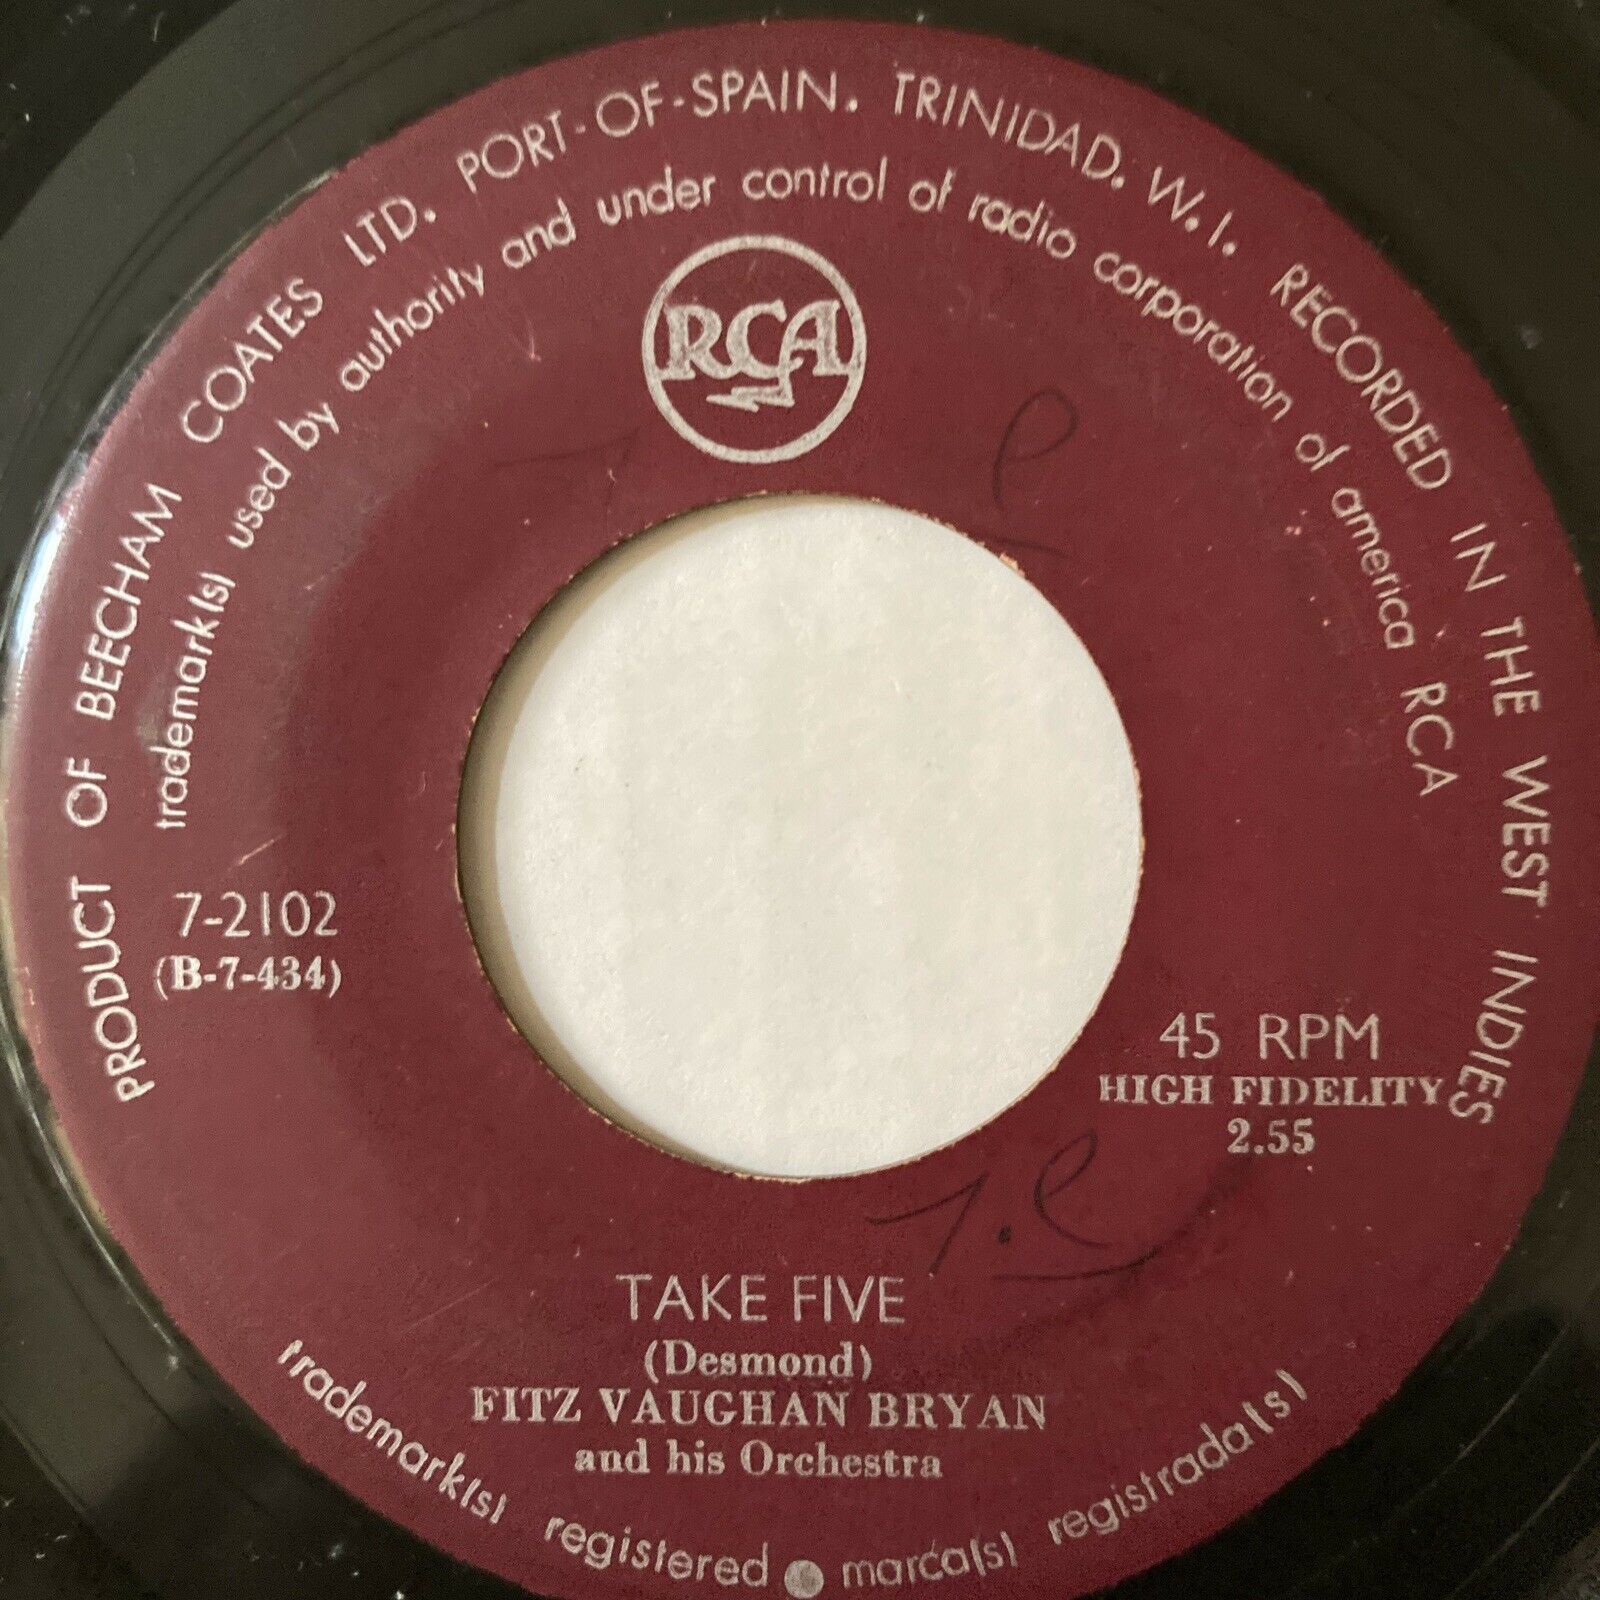 PRODUCT OF BEECHAM COATES LTD. PORT-OF-SPAIN. TRINIDAD. W.I. RECORDED IN THE WEST INDIES
trademark(s) used by authority and under control of radio corporation of america RCA
RCA
7-2102
(B-7-434)
45 RPM
HIGH FIDELITY
2.55
TAKE FIVE
(Desmond)
FITZ VAUGHAN BRYAN
and his Orchestra
trademark(s) registered ● marca(s) registrada(s)